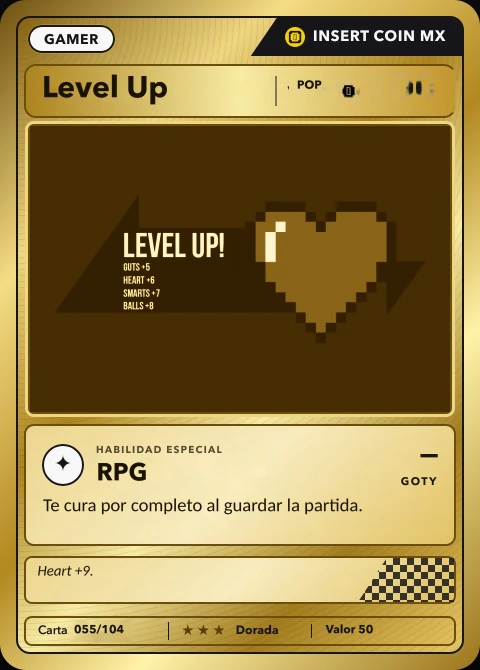 GAMER
INSERT COIN MX
Level Up
POP
LEVEL UP!
GUTS +5
HEART +6
SMARTS +7
BALLS +8
HABILIDAD ESPECIAL
RPG
—
GOTY
Te cura por completo al guardar la partida.
Heart +9.
Carta 055/104 ★★★ Dorada Valor 50